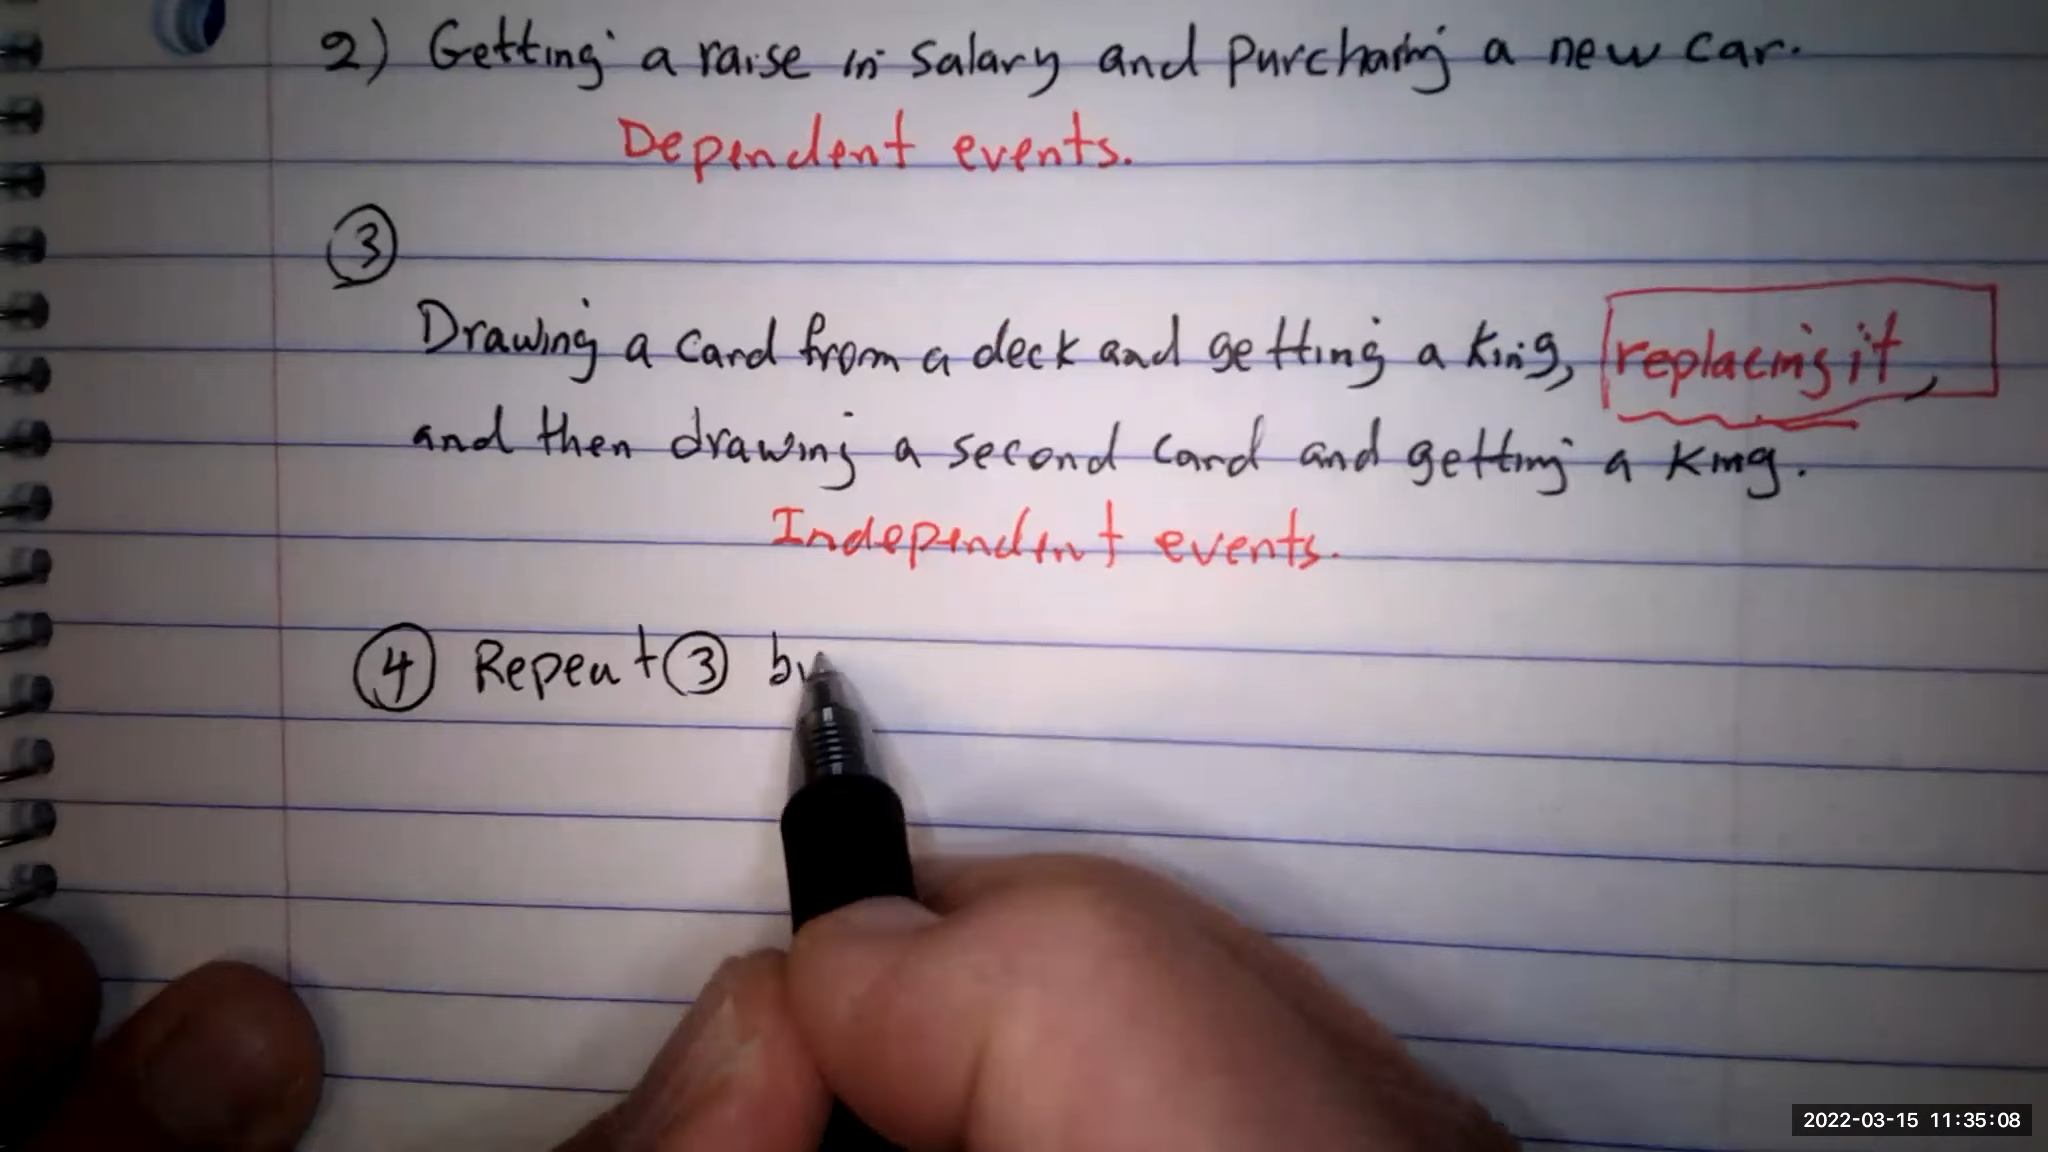 2) Getting a raise in salary and purchasing a new car.
Dependent events.
3
Drawing a card from a deck and getting a king, replacing it,
and then drawing a second card and getting a king.
Independent events.
4 Repeat 3 bu
2022-03-15 11:35:08